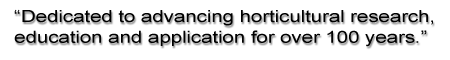 “Dedicated to advancing horticultural research,
education and application for over 100 years.”